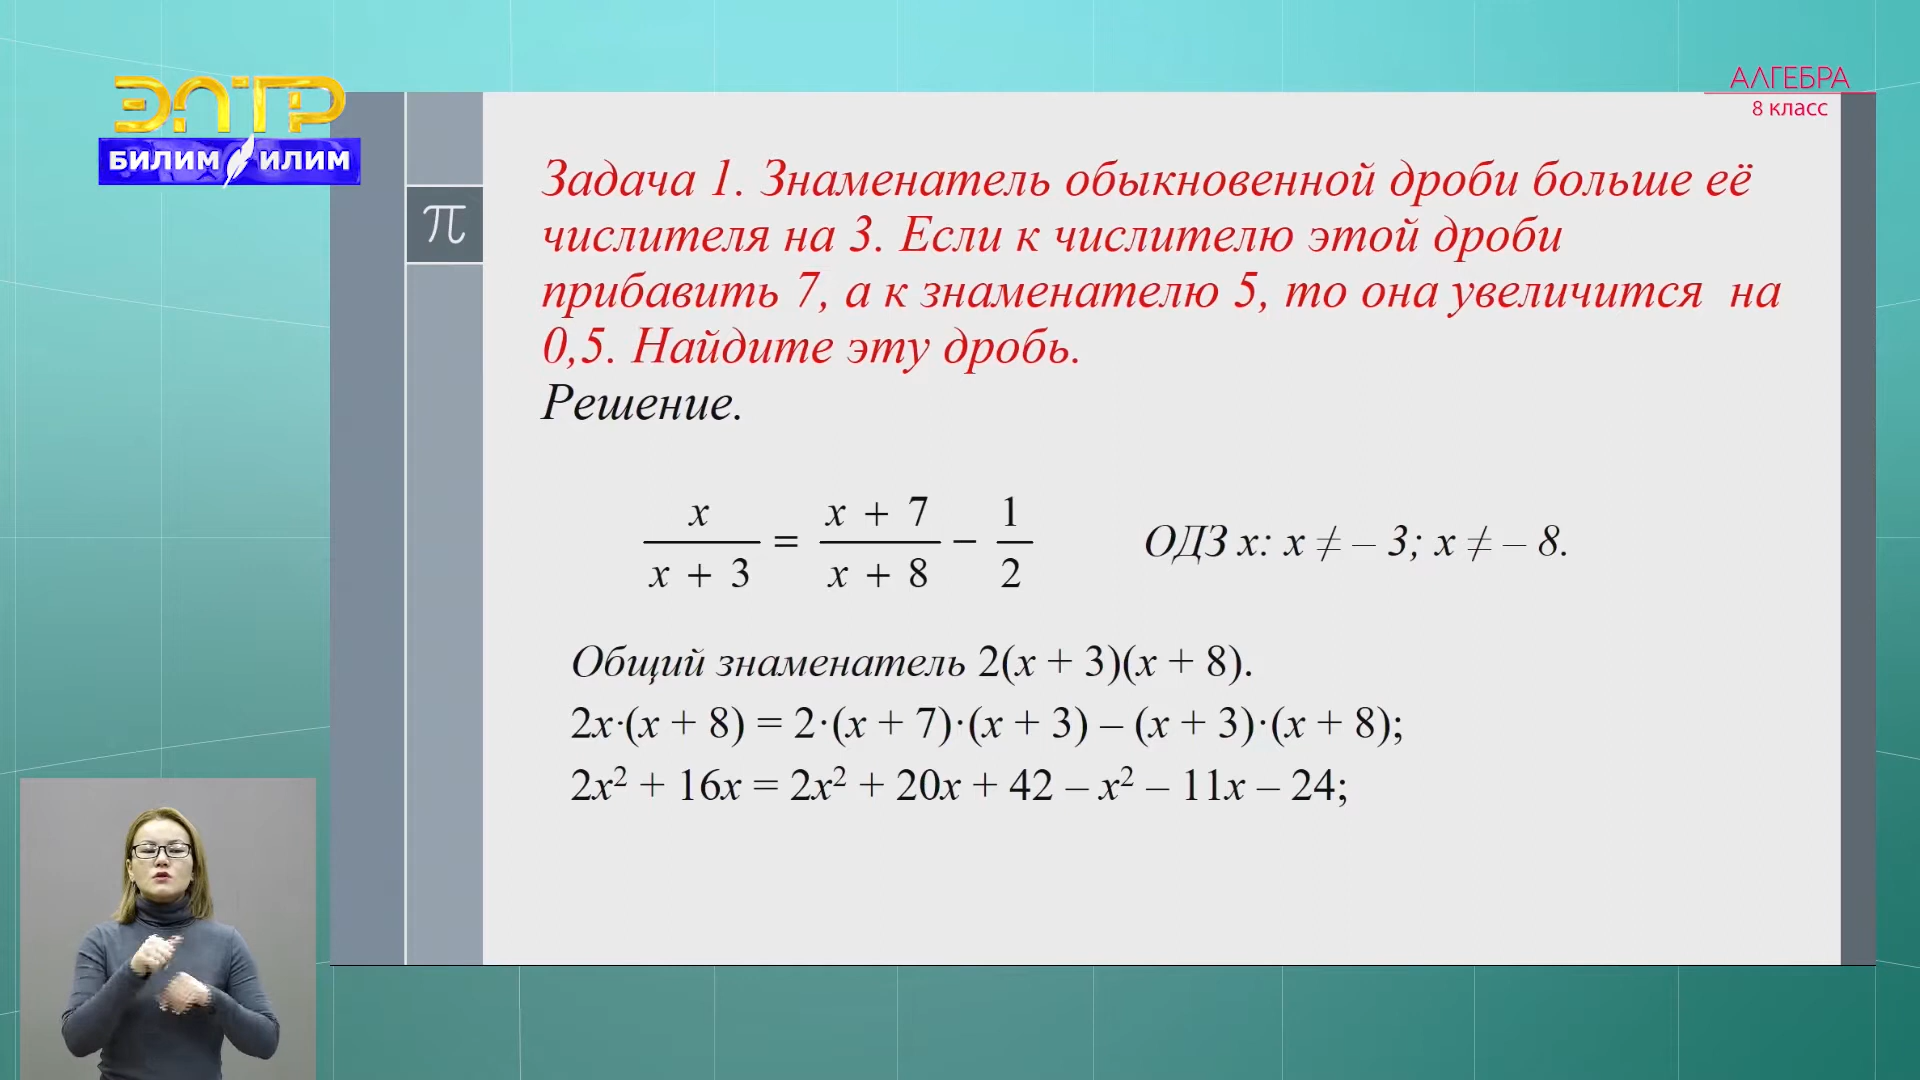 ЭЛТР
БИЛИМ ИЛИМ
АЛГЕБРА
8 класс
π
Задача 1. Знаменатель обыкновенной дроби больше её
числителя на 3. Если к числителю этой дроби
прибавить 7, а к знаменателю 5, то она увеличится на
0,5. Найдите эту дробь.
Решение.
x/(x + 3) = (x + 7)/(x + 8) − 1/2 ОДЗ x: x ≠ – 3; x ≠ – 8.
Общий знаменатель 2(x + 3)(x + 8).
2x·(x + 8) = 2·(x + 7)·(x + 3) – (x + 3)·(x + 8);
2x² + 16x = 2x² + 20x + 42 – x² – 11x – 24;